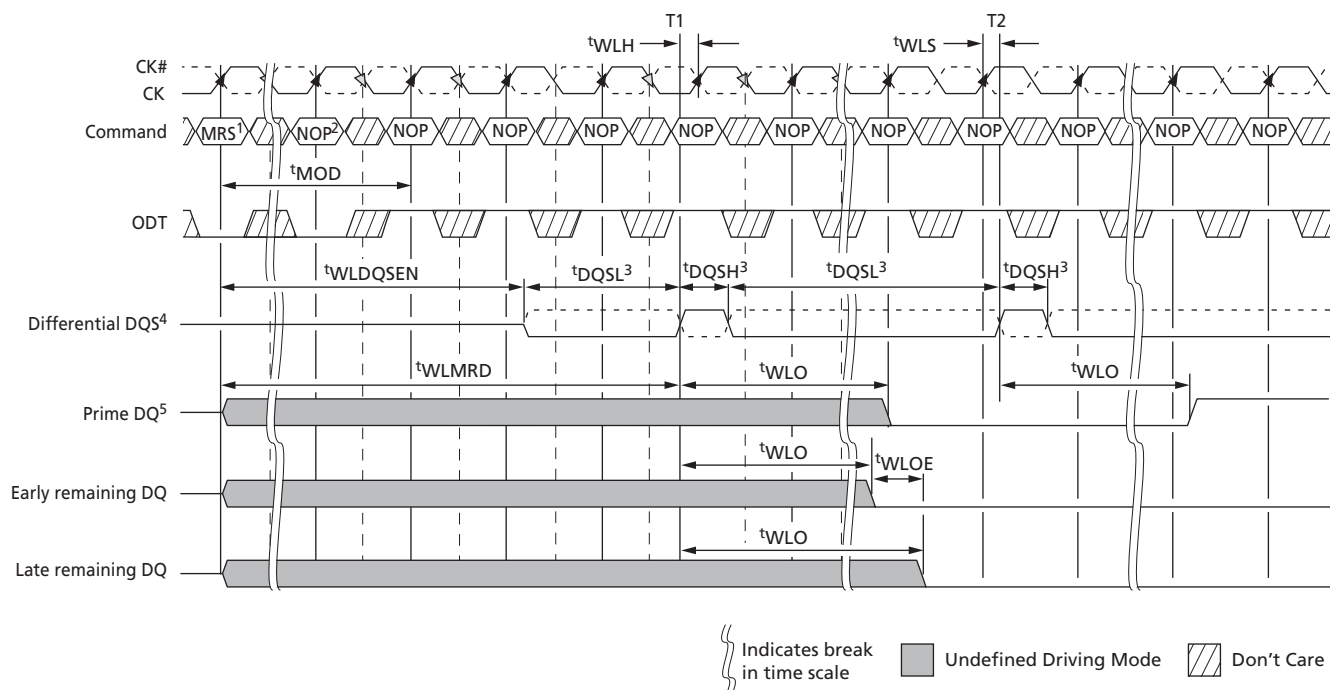 T1 T2
tWLH tWLS
CK#
CK
Command MRS1 NOP2 NOP NOP NOP NOP NOP NOP NOP NOP NOP NOP
tMOD
ODT
tWLDQSEN tDQSL3 tDQSH3 tDQSL3 tDQSH3
Differential DQS4
tWLMRD tWLO tWLO
Prime DQ5
tWLO tWLOE
Early remaining DQ
tWLO
Late remaining DQ
Indicates break
in time scale
Undefined Driving Mode
Don't Care